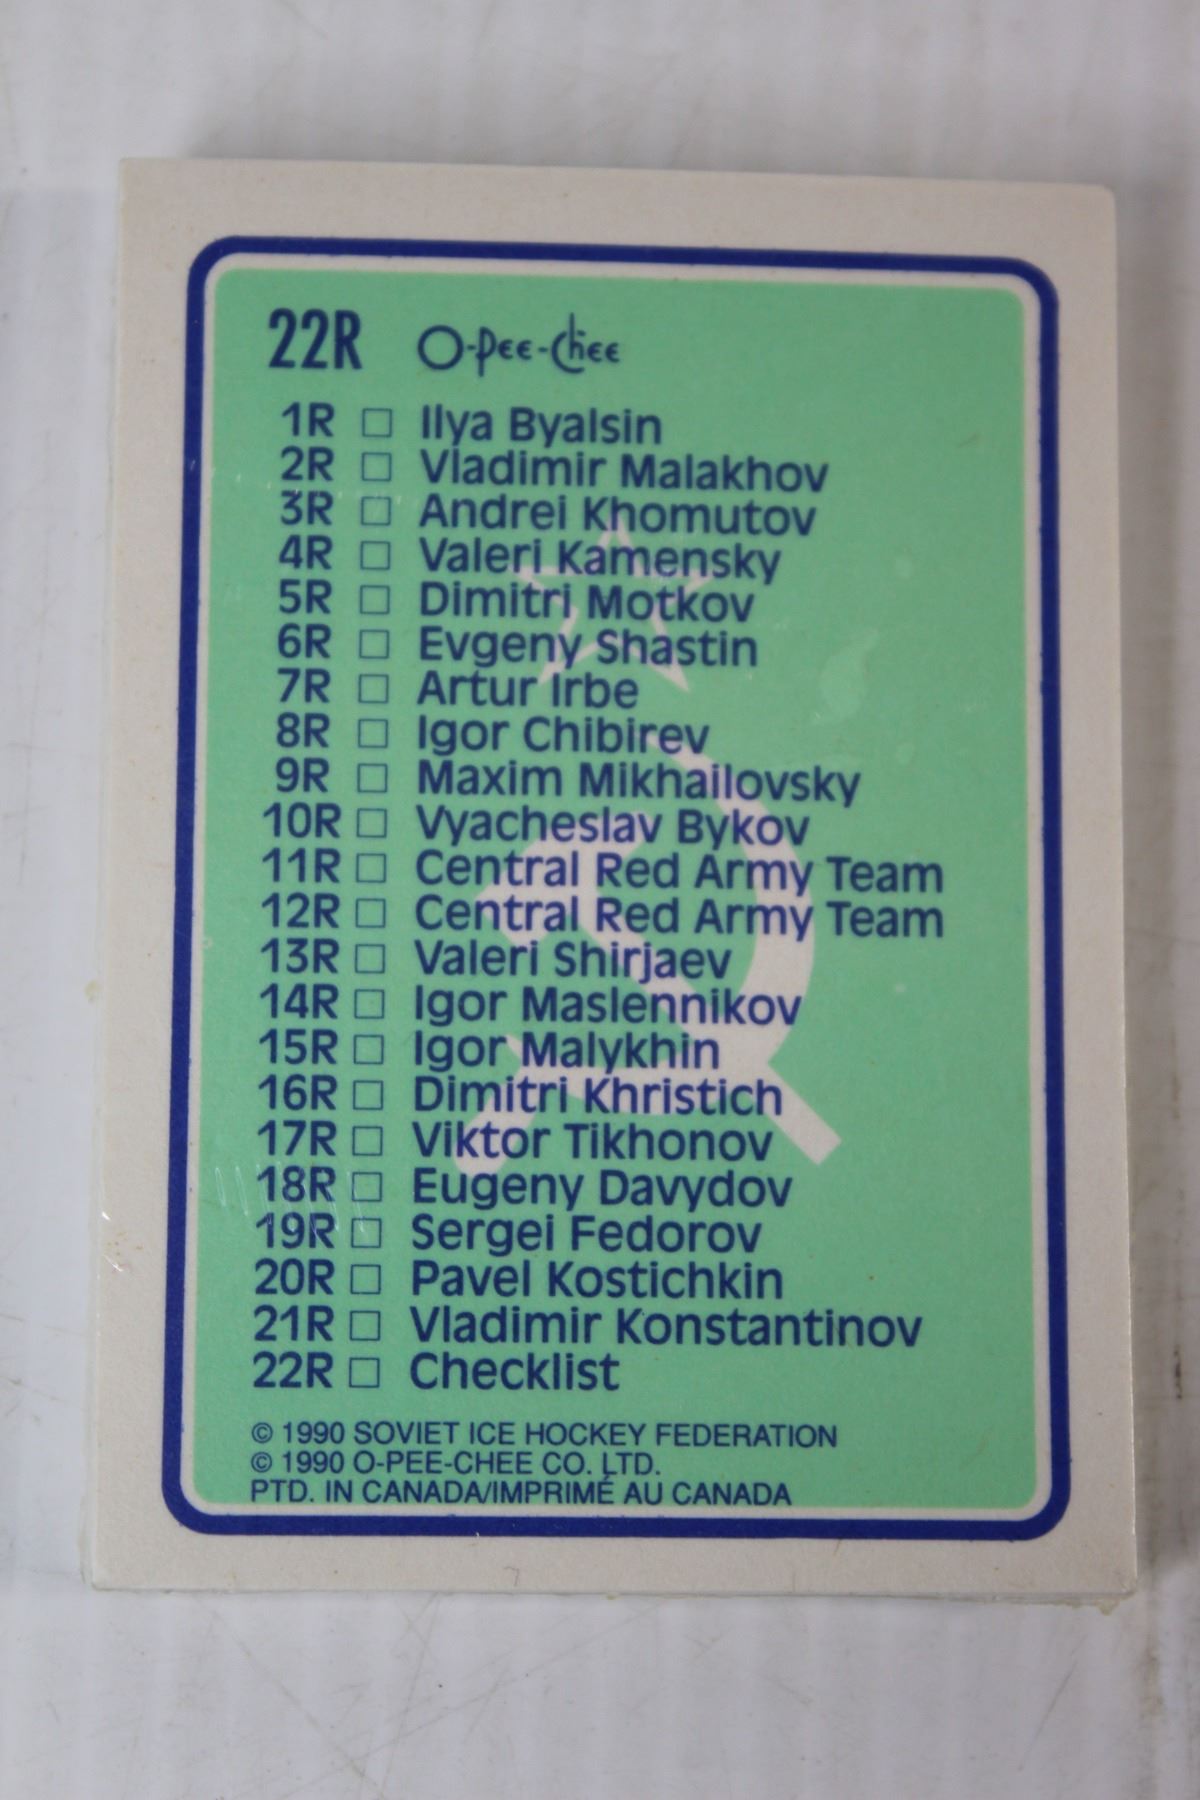 22R O-Pee-Chee
1R □ Ilya Byalsin
2R □ Vladimir Malakhov
3R □ Andrei Khomutov
4R □ Valeri Kamensky
5R □ Dimitri Motkov
6R □ Evgeny Shastin
7R □ Artur Irbe
8R □ Igor Chibirev
9R □ Maxim Mikhailovsky
10R □ Vyacheslav Bykov
11R □ Central Red Army Team
12R □ Central Red Army Team
13R □ Valeri Shirjaev
14R □ Igor Maslennikov
15R □ Igor Malykhin
16R □ Dimitri Khristich
17R □ Viktor Tikhonov
18R □ Eugeny Davydov
19R □ Sergei Fedorov
20R □ Pavel Kostichkin
21R □ Vladimir Konstantinov
22R □ Checklist
© 1990 SOVIET ICE HOCKEY FEDERATION
© 1990 O-PEE-CHEE CO. LTD.
PTD. IN CANADA/IMPRIMÉ AU CANADA